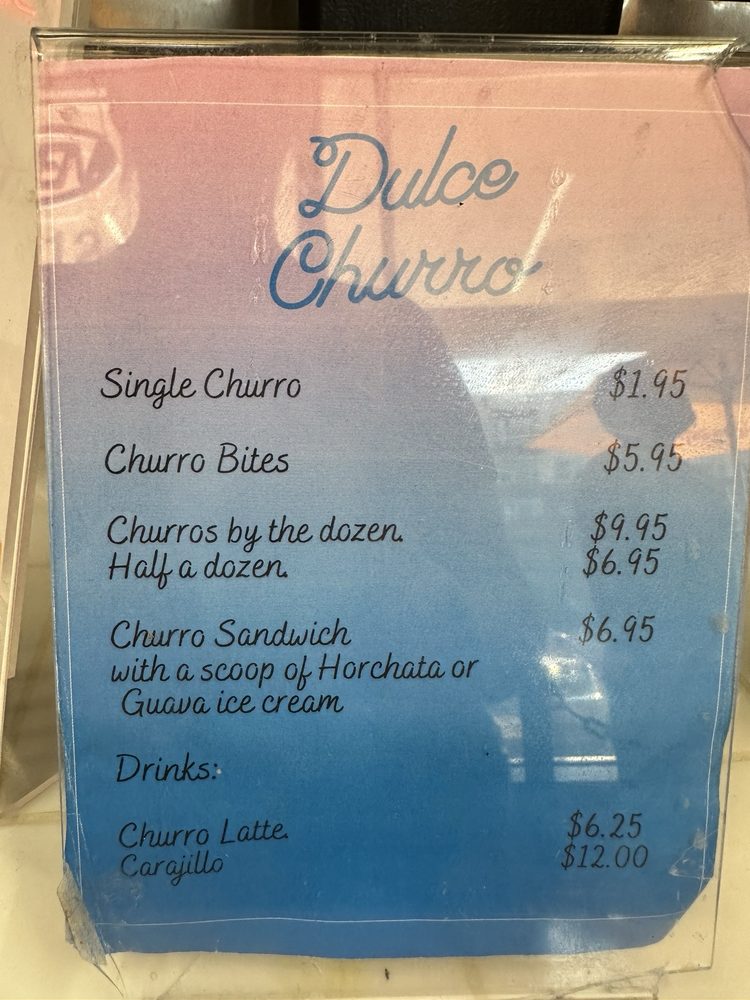 Dulce
Churro
Single Churro $1.95
Churro Bites $5.95
Churros by the dozen. $9.95
Half a dozen. $6.95
Churro Sandwich $6.95
with a scoop of Horchata or
Guava ice cream
Drinks:
Churro Latte. $6.25
Carajillo $12.00